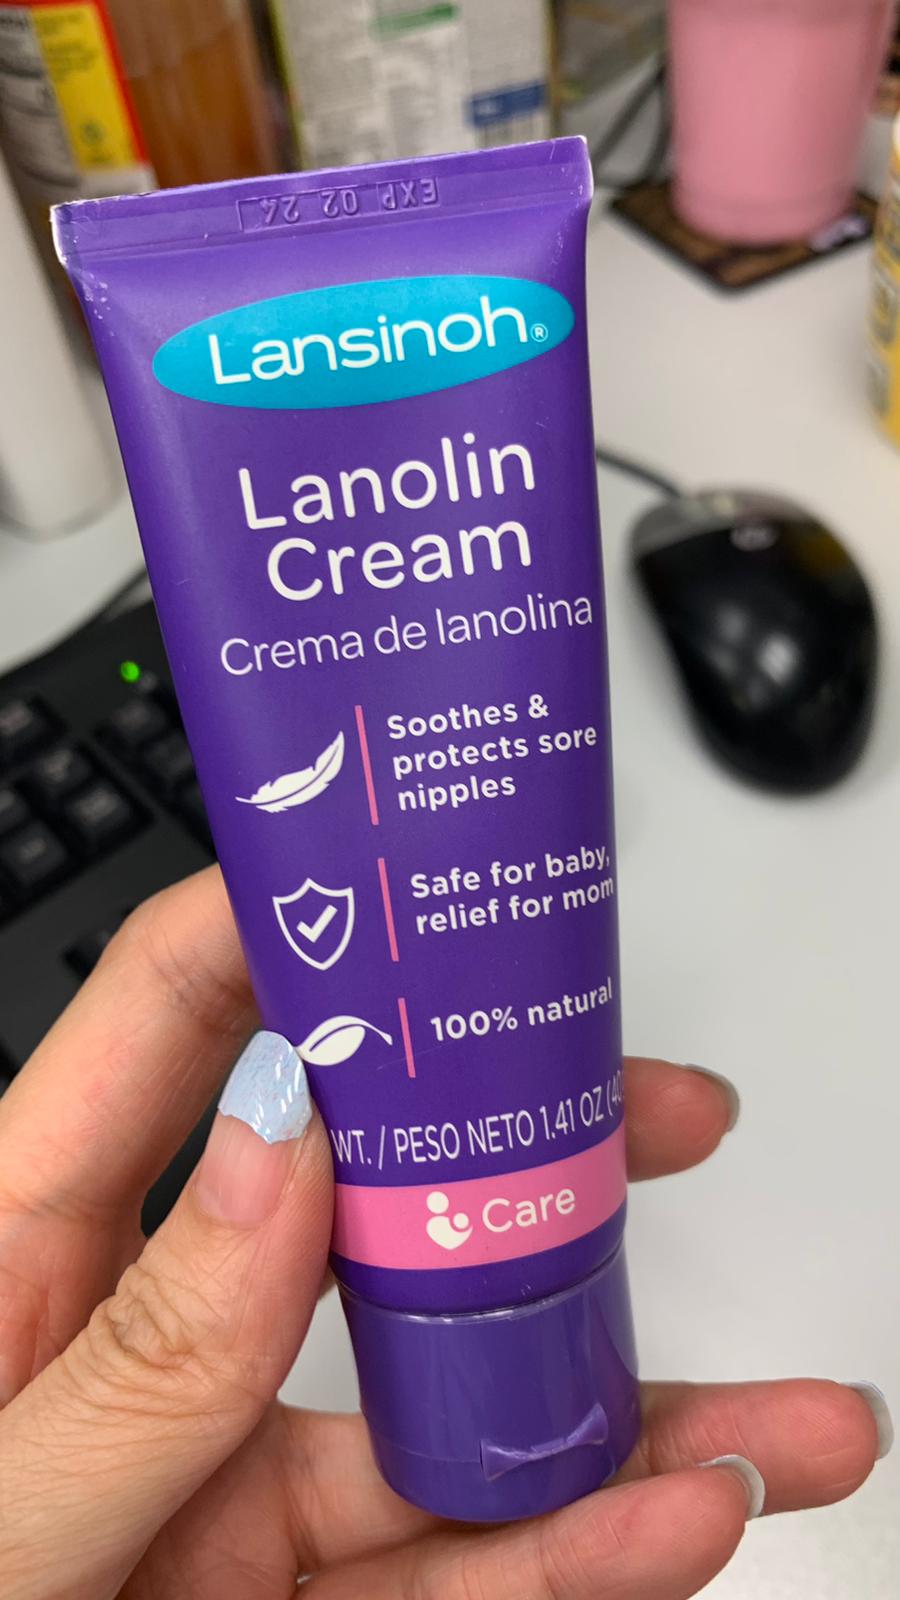 EXP 02 24
Lansinoh®
Lanolin
Cream
Crema de lanolina
Soothes &
protects sore
nipples
Safe for baby,
relief for mom
100% natural
WT. / PESO NETO 1.41 OZ (40
Care